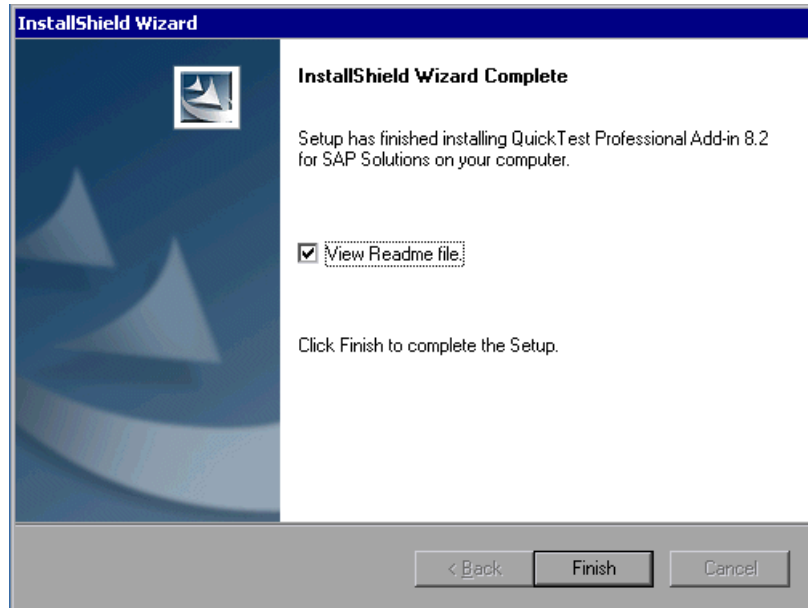 InstallShield Wizard
InstallShield Wizard Complete
Setup has finished installing QuickTest Professional Add-in 8.2
for SAP Solutions on your computer.
View Readme file.
Click Finish to complete the Setup.
< Back
Finish
Cancel